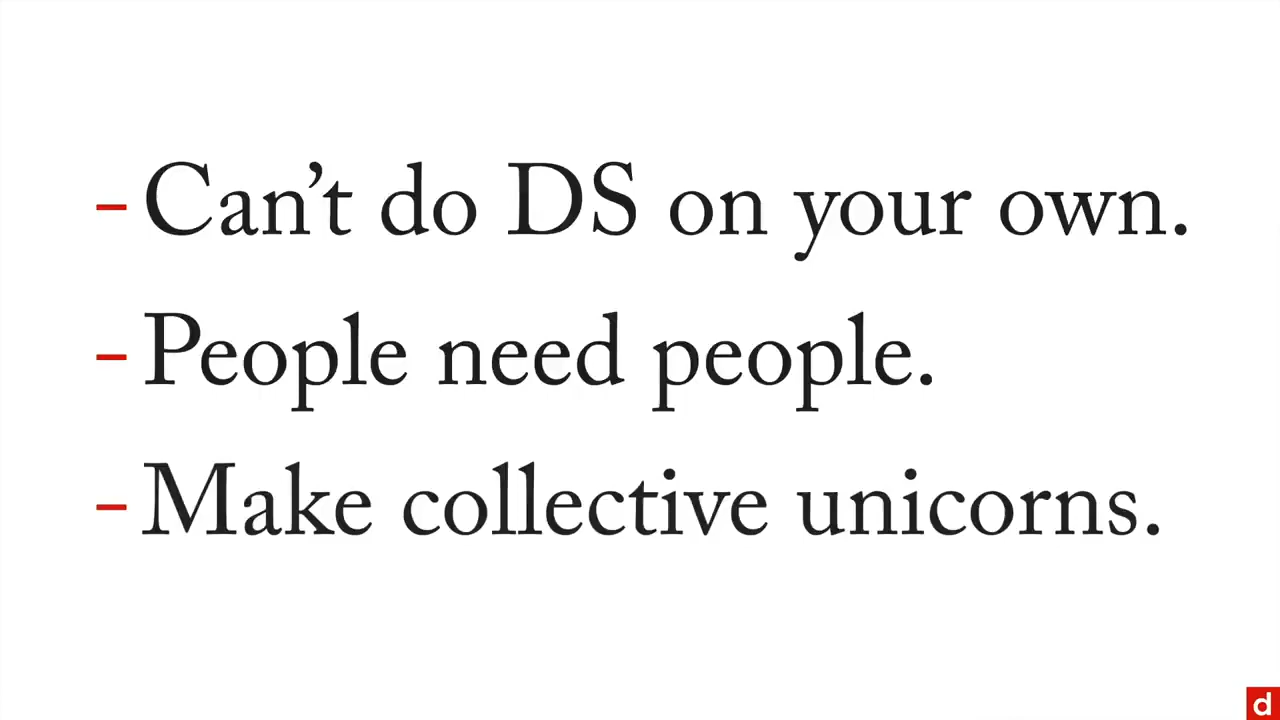 - Can’t do DS on your own.
- People need people.
- Make collective unicorns.
d